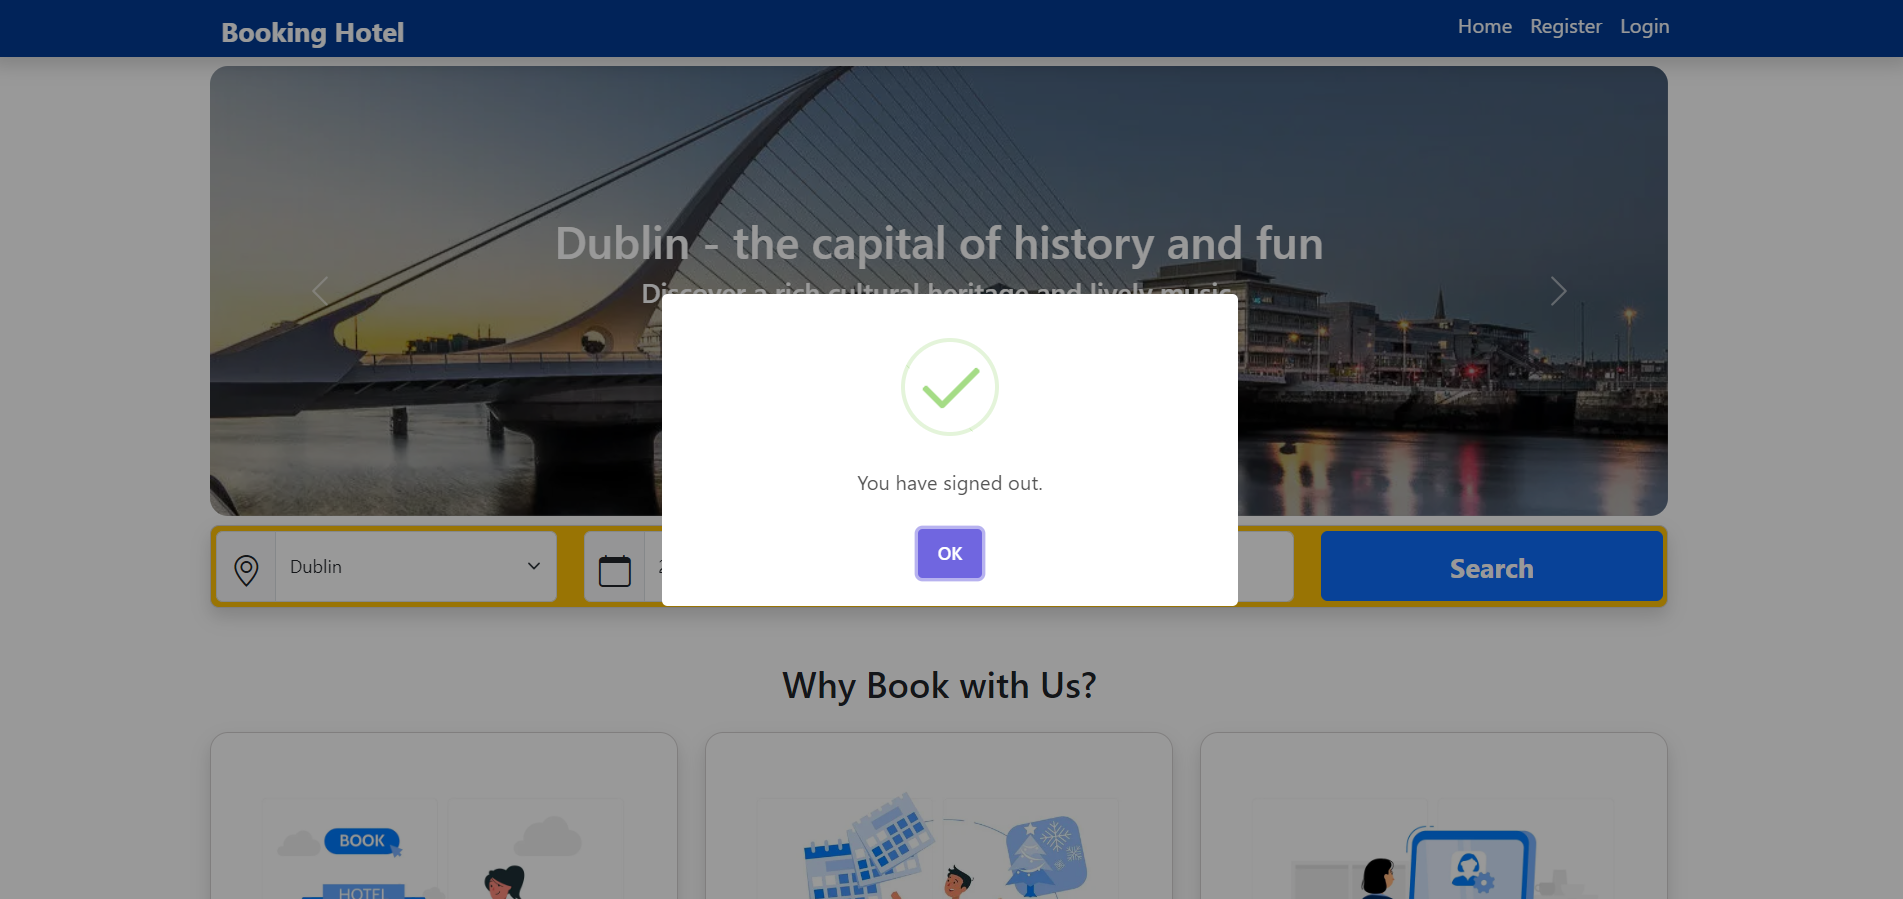 Booking Hotel
Home Register Login
Dublin - the capital of history and fun
Discover a rich cultural heritage and lively music
You have signed out.
OK
Dublin
Search
Why Book with Us?
BOOK
HOTEL